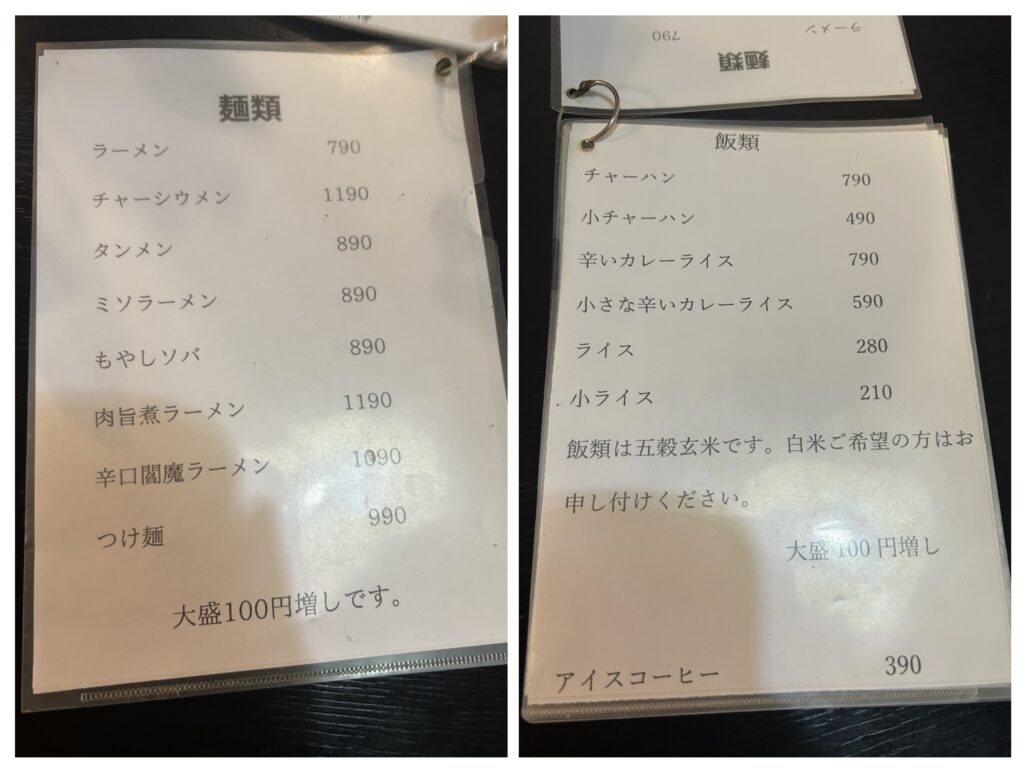 麺類
ラーメン 790
チャーシウメン 1190
タンメン 890
ミソラーメン 890
もやしソバ 890
肉旨煮ラーメン 1190
辛口閻魔ラーメン 1090
つけ麺 990
大盛100円増しです。
麺類
ラーメン 790
飯類
チャーハン 790
小チャーハン 490
辛いカレーライス 790
小さな辛いカレーライス 590
ライス 280
小ライス 210
飯類は五穀玄米です。白米ご希望の方はお
申し付けください。
大盛 100 円増し
アイスコーヒー 390